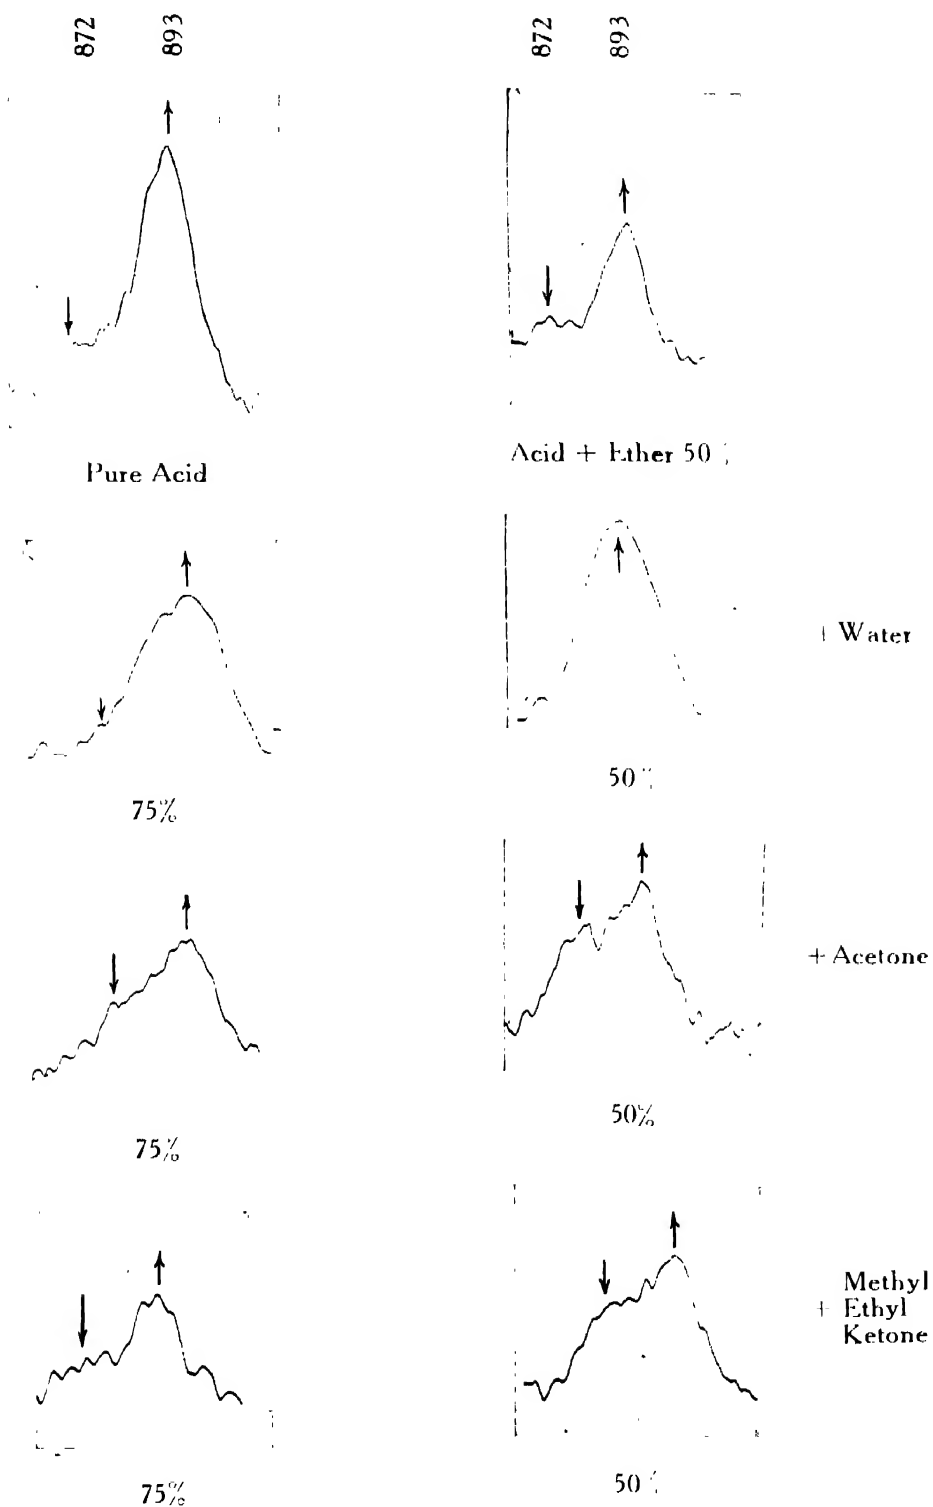 872 893 872 893
Pure Acid
Acid + Ether 50%
+ Water
75%
50%
+ Acetone
75%
50%
Methyl
+ Ethyl
Ketone
75%
50%